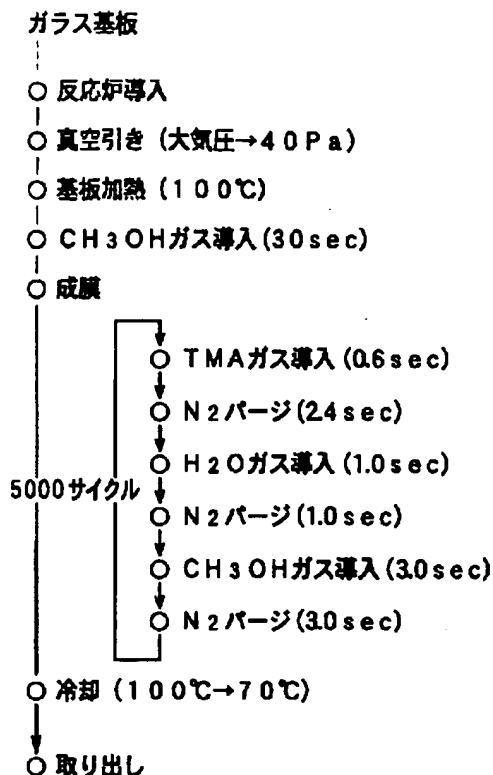 ガラス基板
反応炉導入
真空引き（大気圧→４０Ｐａ）
基板加熱（１００℃）
ＣＨ３ＯＨガス導入(30sec)
成膜
ＴＭＡガス導入(0.6sec)
Ｎ２パージ(2.4sec)
Ｈ２Ｏガス導入(1.0sec)
5000サイクル
Ｎ２パージ(1.0sec)
ＣＨ３ＯＨガス導入(3.0sec)
Ｎ２パージ(3.0sec)
冷却（１００℃→７０℃）
取り出し